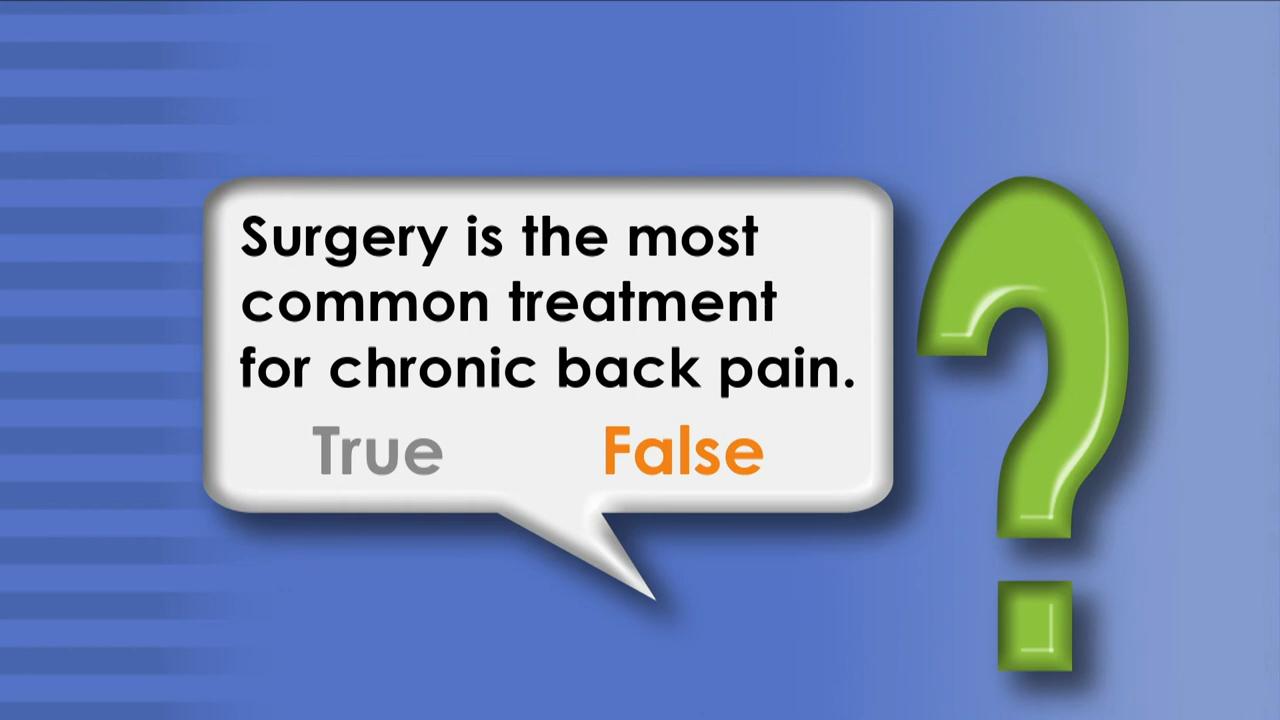 Surgery is the most
common treatment
for chronic back pain.
True False
?